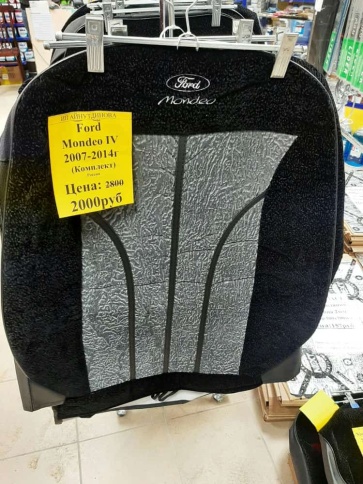 Ford
Mondeo
Ford
Mondeo IV
2007-2014г
(Комплект)
Цена: 2800
2000руб